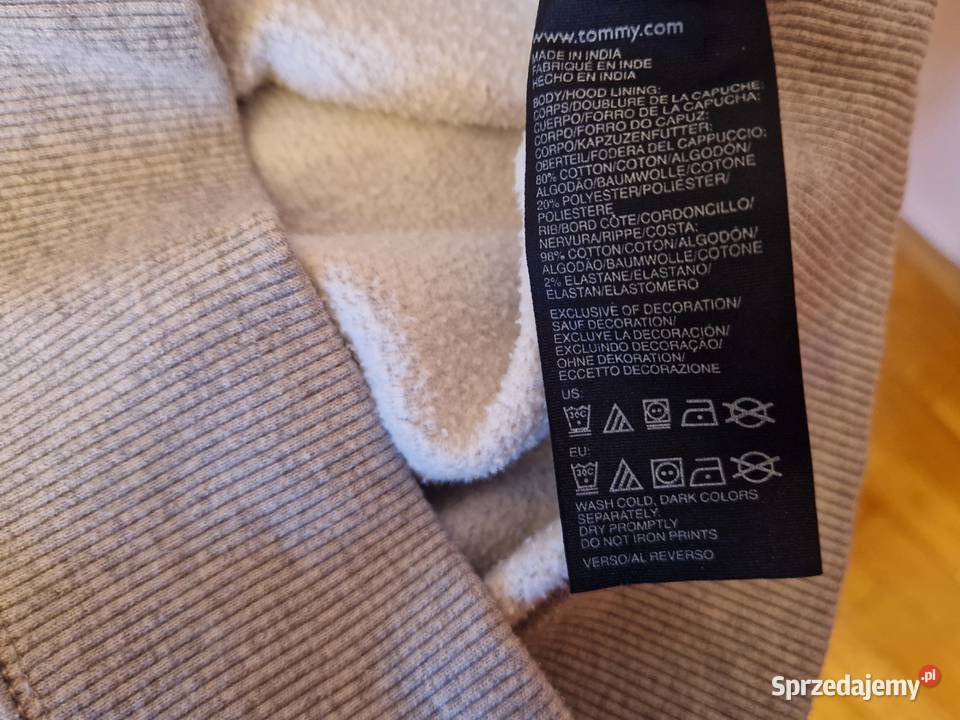 www.tommy.com
MADE IN INDIA
FABRIQUÉ EN INDE
HECHO EN INDIA
BODY/HOOD LINING:
CORPS/DOUBLURE DE LA CAPUCHE:
CUERPO/FORRO DE LA CAPUCHA:
CORPO/FORRO DO CAPUZ:
CORPO/KAPZUZENFUTTER:
OBERTEIL/FODERA DEL CAPPUCCIO:
80% COTTON/COTON/ALGODÓN/
ALGODÃO/BAUMWOLLE/COTONE
20% POLYESTER/POLIÉSTER/
POLIESTERE
RIB/BORD CÔTE/CORDONCILLO/
NERVURA/RIPPE/COSTA:
98% COTTON/COTON/ALGODÓN/
ALGODÃO/BAUMWOLLE/COTONE
2% ELASTANE/ELASTANO/
ELASTAN/ELASTOMERO
EXCLUSIVE OF DECORATION/
SAUF DECORATION/
EXCLUYE LA DECORACIÓN/
EXCLUINDO DECORAÇÃO/
OHNE DEKORATION/
ECCETTO DECORAZIONE
US:
30C
EU:
30C
WASH COLD, DARK COLORS
SEPARATELY.
DRY PROMPTLY
DO NOT IRON PRINTS
VERSO/AL REVERSO
Sprzedajemy.pl